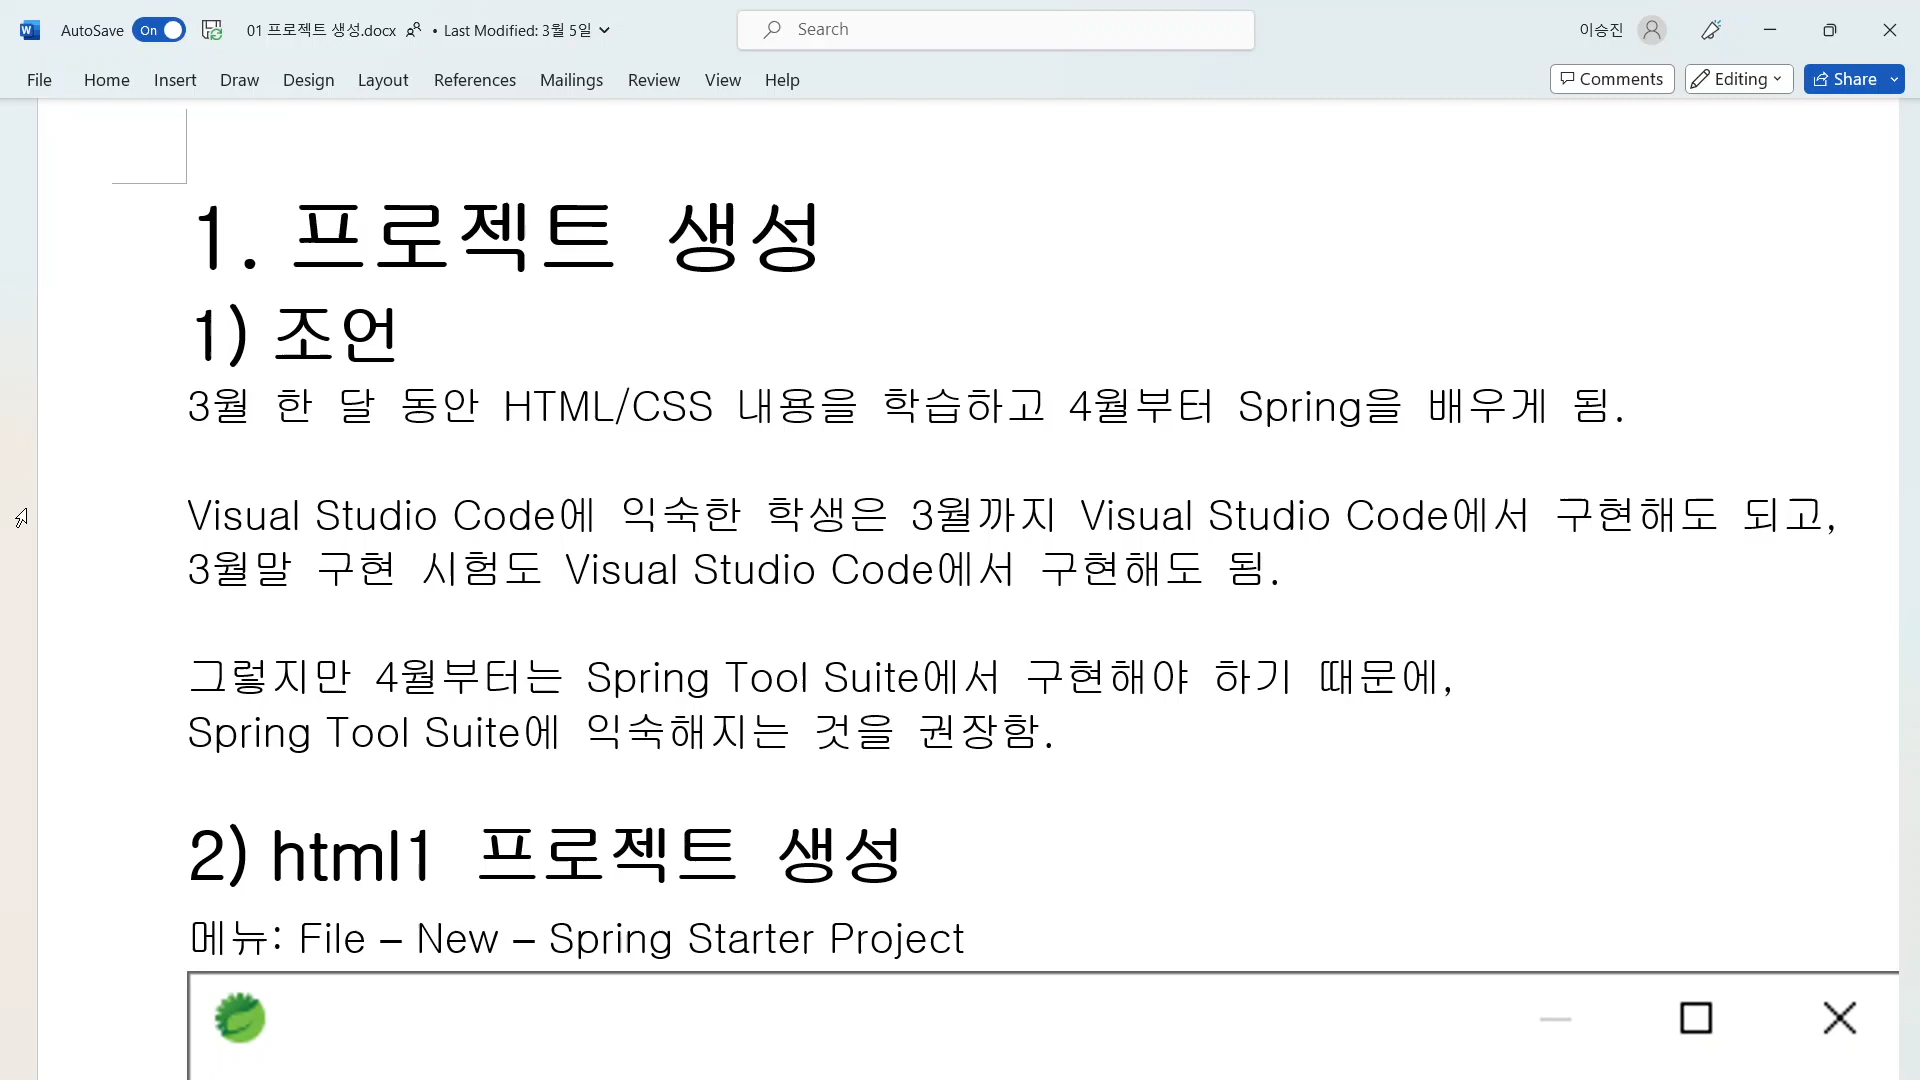 AutoSave On 01 프로젝트 생성.docx • Last Modified: 3월 5일 Search 이승진
File Home Insert Draw Design Layout References Mailings Review View Help Comments Editing Share
1. 프로젝트 생성
1) 조언
3월 한 달 동안 HTML/CSS 내용을 학습하고 4월부터 Spring을 배우게 됨.
Visual Studio Code에 익숙한 학생은 3월까지 Visual Studio Code에서 구현해도 되고,
3월말 구현 시험도 Visual Studio Code에서 구현해도 됨.
그렇지만 4월부터는 Spring Tool Suite에서 구현해야 하기 때문에,
Spring Tool Suite에 익숙해지는 것을 권장함.
2) html1 프로젝트 생성
메뉴: File – New – Spring Starter Project